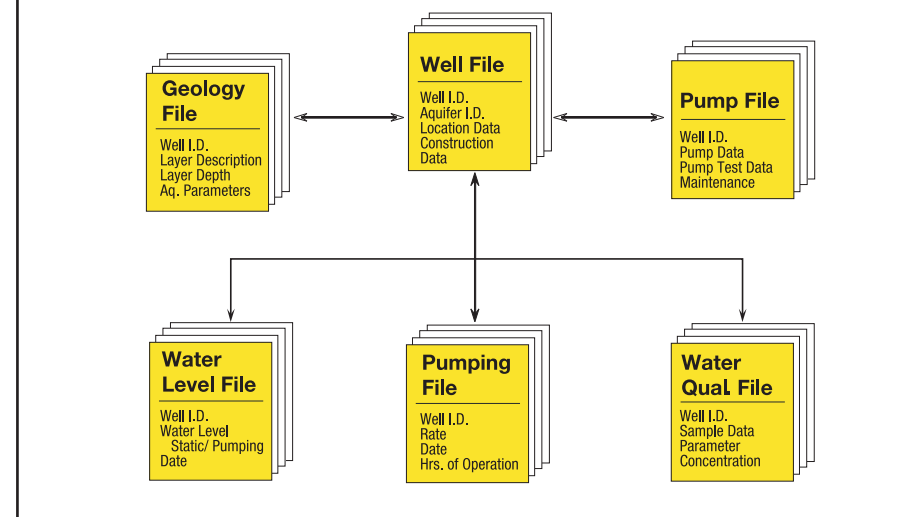 Geology
File
Well I.D.
Layer Description
Layer Depth
Aq. Parameters
Well File
Well I.D.
Aquifer I.D.
Location Data
Construction
Data
Pump File
Well I.D.
Pump Data
Pump Test Data
Maintenance
Water
Level File
Well I.D.
Water Level
Static/ Pumping
Date
Pumping
File
Well I.D.
Rate
Date
Hrs. of Operation
Water
Qual. File
Well I.D.
Sample Data
Parameter
Concentration